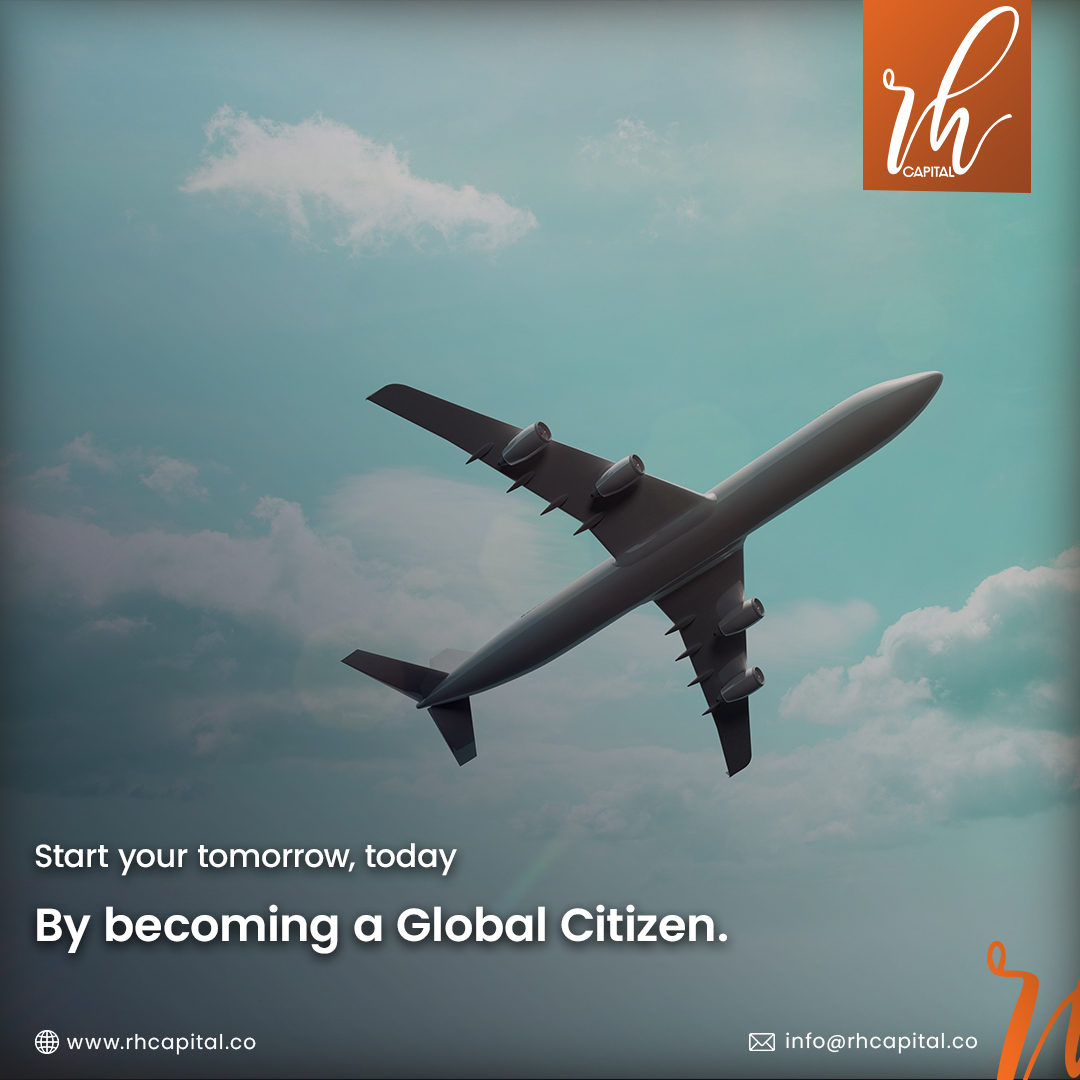 rh
CAPITAL
Start your tomorrow, today
By becoming a Global Citizen.
www.rhcapital.co
info@rhcapital.co